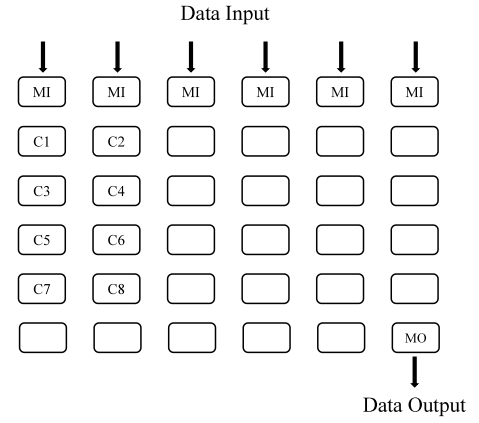 Data Input
MI MI MI MI MI MI
C1 C2
C3 C4
C5 C6
C7 C8
MO
Data Output